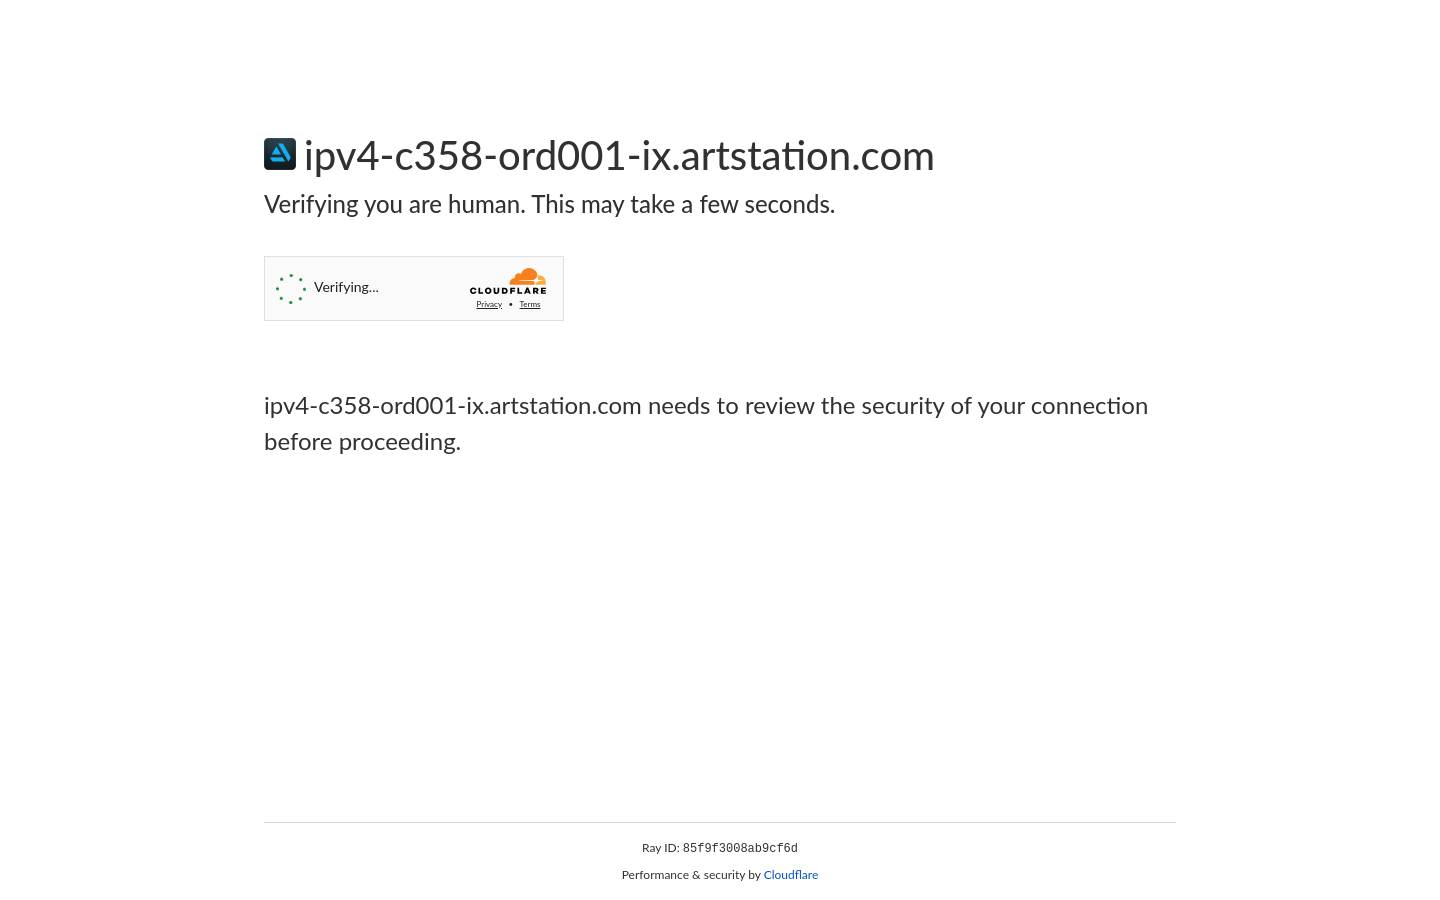 ipv4-c358-ord001-ix.artstation.com
Verifying you are human. This may take a few seconds.
Verifying...
CLOUDFLARE
Privacy • Terms
ipv4-c358-ord001-ix.artstation.com needs to review the security of your connection
before proceeding.
Ray ID: 85f9f3008ab9cf6d
Performance & security by Cloudflare